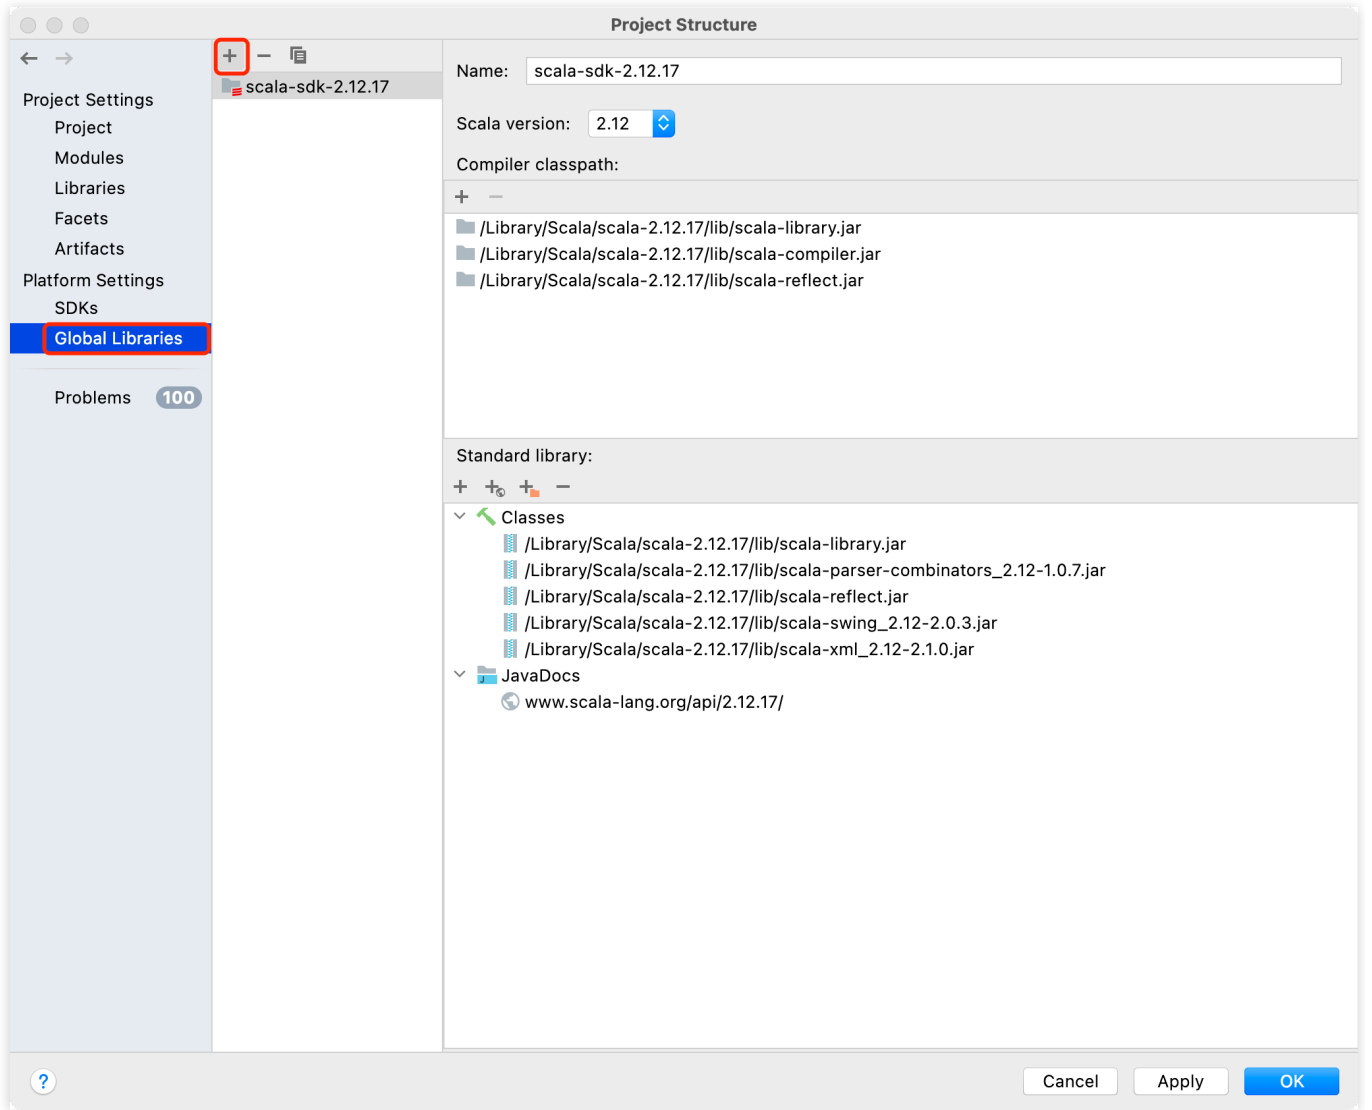 Project Structure
Project Settings
Project
Modules
Libraries
Facets
Artifacts
Platform Settings
SDKs
Global Libraries
Problems 100
scala-sdk-2.12.17
Name: scala-sdk-2.12.17
Scala version: 2.12
Compiler classpath:
/Library/Scala/scala-2.12.17/lib/scala-library.jar
/Library/Scala/scala-2.12.17/lib/scala-compiler.jar
/Library/Scala/scala-2.12.17/lib/scala-reflect.jar
Standard library:
Classes
/Library/Scala/scala-2.12.17/lib/scala-library.jar
/Library/Scala/scala-2.12.17/lib/scala-parser-combinators_2.12-1.0.7.jar
/Library/Scala/scala-2.12.17/lib/scala-reflect.jar
/Library/Scala/scala-2.12.17/lib/scala-swing_2.12-2.0.3.jar
/Library/Scala/scala-2.12.17/lib/scala-xml_2.12-2.1.0.jar
JavaDocs
www.scala-lang.org/api/2.12.17/
? Cancel Apply OK